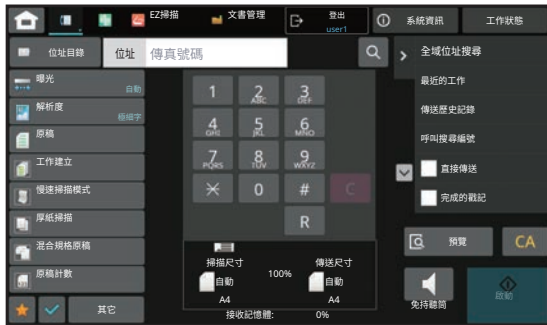 EZ掃描
文書管理
登出
user1
系統資訊
工作狀態
位址目錄
位址
傳真號碼
全域位址搜尋
曝光
自動
最近的工作
解析度
極細字
傳送歷史記錄
原稿
呼叫搜尋編號
工作建立
直接傳送
慢速掃描模式
完成的戳記
厚紙掃描
混合規格原稿
原稿計數
其它
1
2
ABC
3
DEF
4
GHI
5
JKL
6
MNO
7
PQRS
8
TUV
9
WXYZ
0
#
C
R
掃描尺寸
自動
A4
100%
傳送尺寸
自動
A4
接收記憶體:
0%
預覽
CA
免持聽筒
啟動